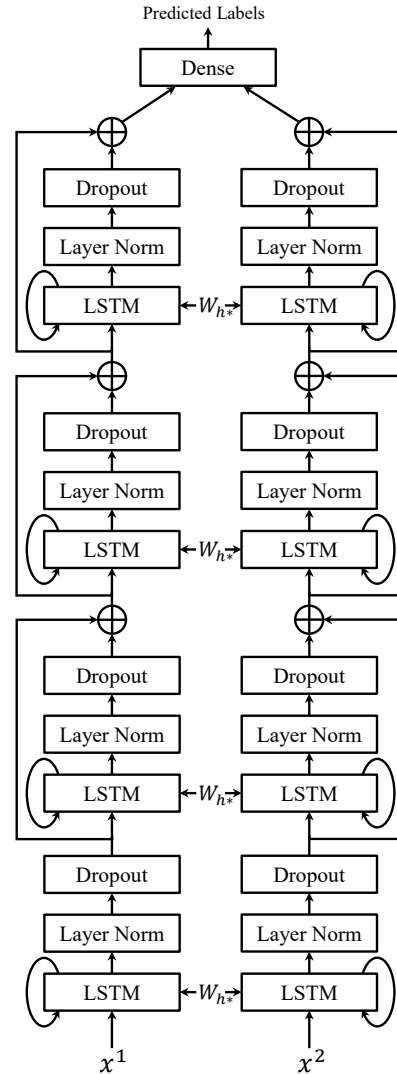 Predicted Labels
Dense
Dropout Dropout
Layer Norm Layer Norm
LSTM W_{h*} LSTM
Dropout Dropout
Layer Norm Layer Norm
LSTM W_{h*} LSTM
Dropout Dropout
Layer Norm Layer Norm
LSTM W_{h*} LSTM
Dropout Dropout
Layer Norm Layer Norm
LSTM W_{h*} LSTM
x^1 x^2